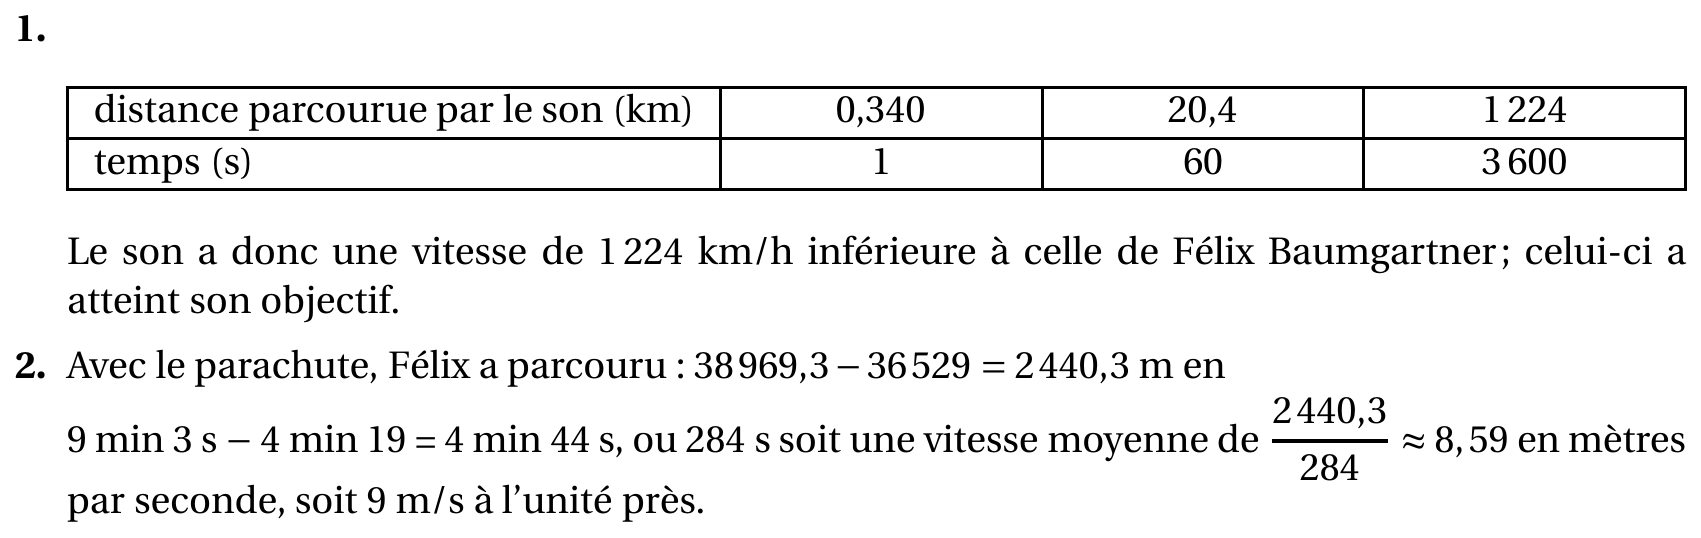 1.
distance parcourue par le son (km) 0,340 20,4 1 224
temps (s) 1 60 3 600
Le son a donc une vitesse de 1 224 km/h inférieure à celle de Félix Baumgartner ; celui-ci a
atteint son objectif.
2. Avec le parachute, Félix a parcouru : 38 969,3 − 36 529 = 2 440,3 m en
9 min 3 s − 4 min 19 = 4 min 44 s, ou 284 s soit une vitesse moyenne de 2 440,3/284 ≈ 8,59 en mètres
par seconde, soit 9 m/s à l’unité près.